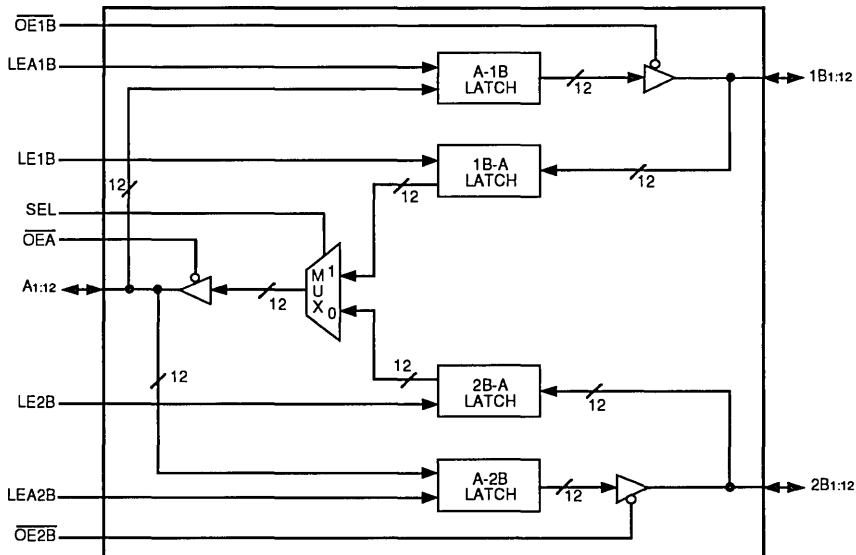 OE1B
LEA1B
A-1B
LATCH
12
12
1B1:12
LE1B
1B-A
LATCH
12
12
12
SEL
OEA
MUX
1
0
A1:12
12
12
12
2B-A
LATCH
12
LE2B
A-2B
LATCH
12
2B1:12
LEA2B
OE2B